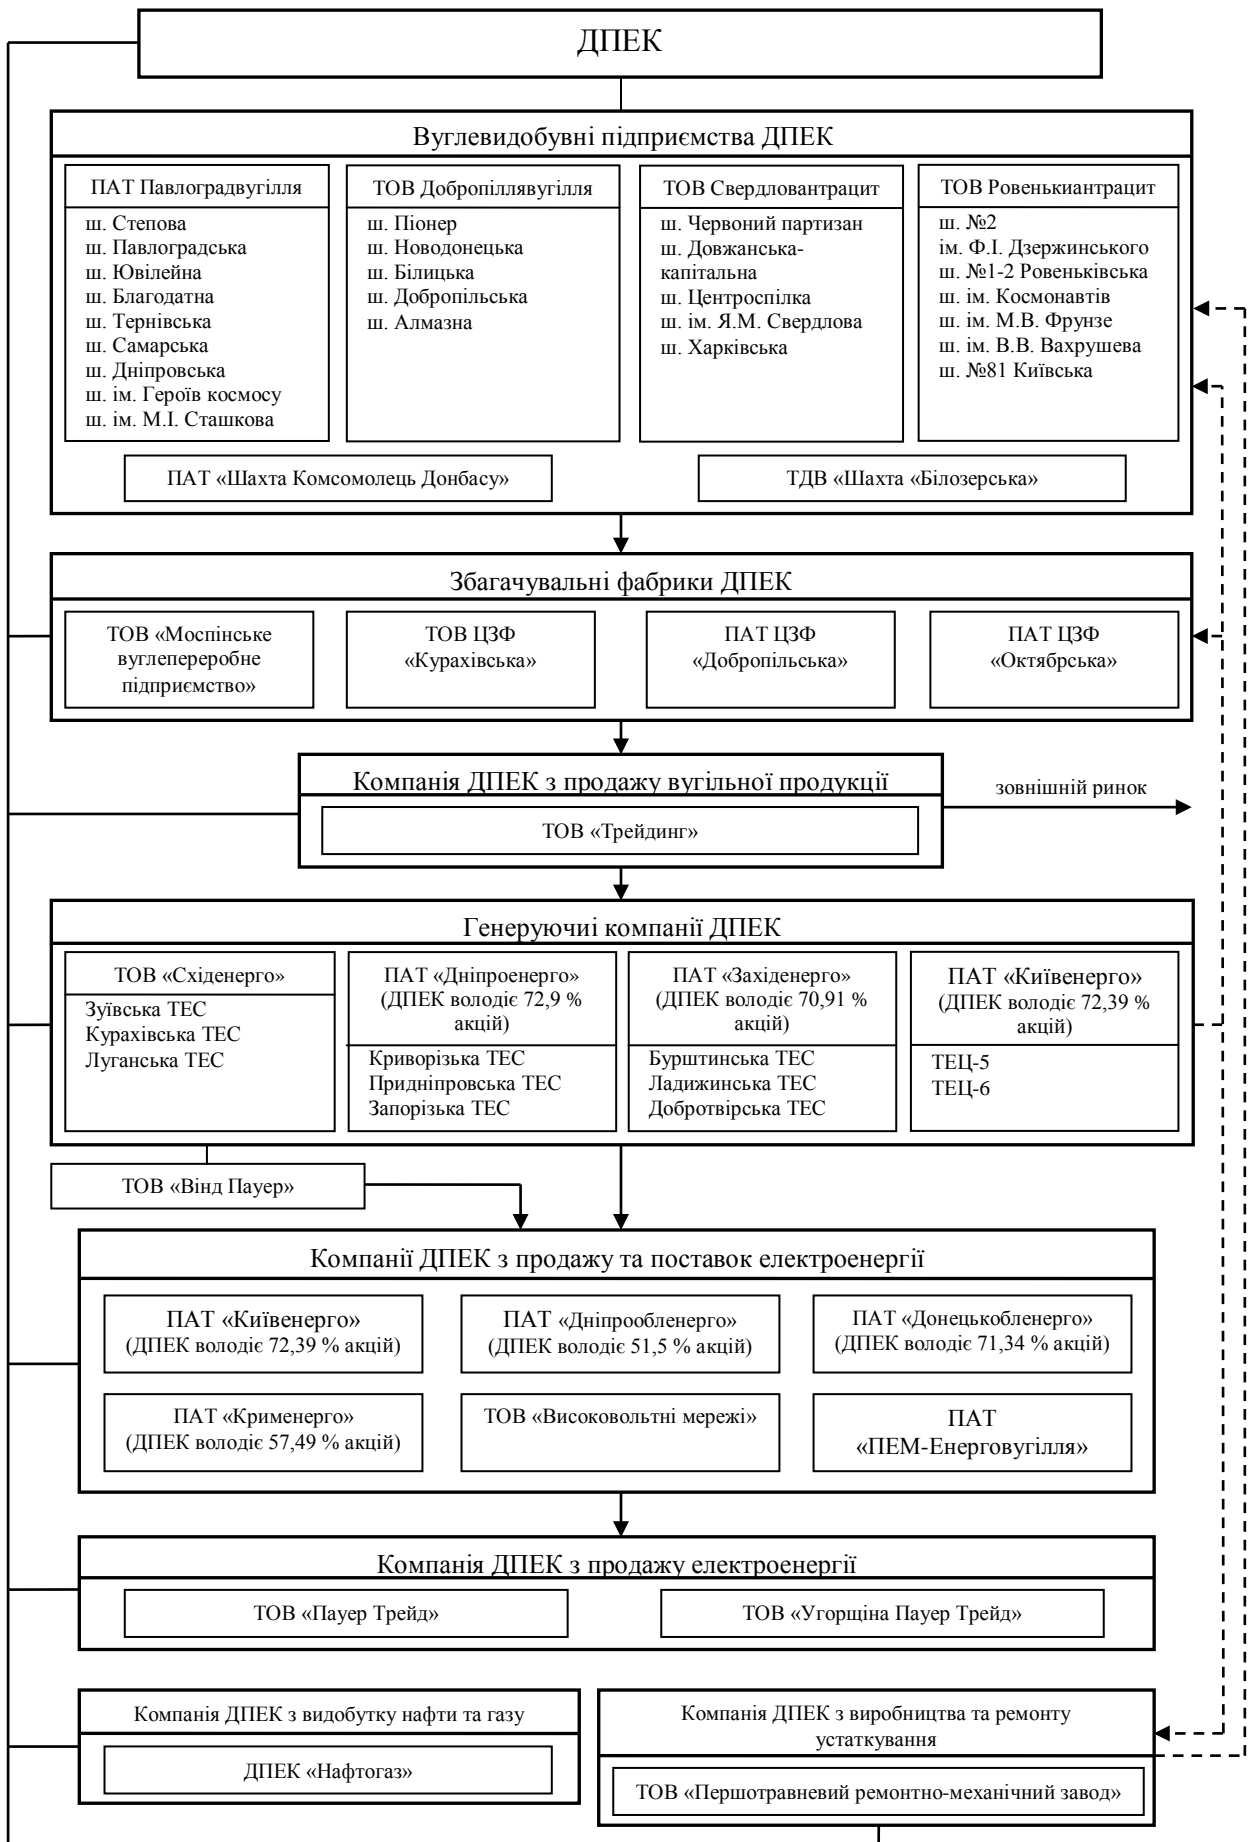 ДПЕК
Вуглевидобувні підприємства ДПЕК
ПАТ Павлоградвугілля
ш. Степова
ш. Павлоградська
ш. Ювілейна
ш. Благодатна
ш. Тернівська
ш. Самарська
ш. Дніпровська
ш. ім. Героїв космосу
ш. ім. М.І. Сташкова
ТОВ Добропіллявугілля
ш. Піонер
ш. Новодонецька
ш. Білицька
ш. Добропільська
ш. Алмазна
ТОВ Свердловантрацит
ш. Червоний партизан
ш. Довжанська-
капітальна
ш. Центроспілка
ш. ім. Я.М. Свердлова
ш. Харківська
ТОВ Ровенькиантрацит
ш. №2
ім. Ф.І. Дзержинського
ш. №1-2 Ровеньківська
ш. ім. Космонавтів
ш. ім. М.В. Фрунзе
ш. ім. В.В. Вахрушева
ш. №81 Київська
ПАТ «Шахта Комсомолець Донбасу»
ТДВ «Шахта «Білозерська»
Збагачувальні фабрики ДПЕК
ТОВ «Моспінське
вуглепереробне
підприємство»
ТОВ ЦЗФ
«Курахівська»
ПАТ ЦЗФ
«Добропільська»
ПАТ ЦЗФ
«Октябрська»
Компанія ДПЕК з продажу вугільної продукції
ТОВ «Трейдинг»
зовнішній ринок
Генеруючиі компанії ДПЕК
ТОВ «Східенерго»
Зуївська ТЕС
Курахівська ТЕС
Луганська ТЕС
ПАТ «Дніпроенерго»
(ДПЕК володіє 72,9 %
акцій)
Криворізька ТЕС
Придніпровська ТЕС
Запорізька ТЕС
ПАТ «Західенерго»
(ДПЕК володіє 70,91 %
акцій)
Бурштинська ТЕС
Ладижинська ТЕС
Добротвірська ТЕС
ПАТ «Київенерго»
(ДПЕК володіє 72,39 %
акцій)
ТЕЦ-5
ТЕЦ-6
ТОВ «Вінд Пауер»
Компанії ДПЕК з продажу та поставок електроенергії
ПАТ «Київенерго»
(ДПЕК володіє 72,39 % акцій)
ПАТ «Дніпрообленерго»
(ДПЕК володіє 51,5 % акцій)
ПАТ «Донецькобленерго»
(ДПЕК володіє 71,34 % акцій)
ПАТ «Крименерго»
(ДПЕК володіє 57,49 % акцій)
ТОВ «Високовольтні мережі»
ПАТ
«ПЕМ-Енерговугілля»
Компанія ДПЕК з продажу електроенергії
ТОВ «Пауер Трейд»
ТОВ «Угорщіна Пауер Трейд»
Компанія ДПЕК з видобутку нафти та газу
ДПЕК «Нафтогаз»
Компанія ДПЕК з виробництва та ремонту
устаткування
ТОВ «Першотравневий ремонтно-механічний завод»